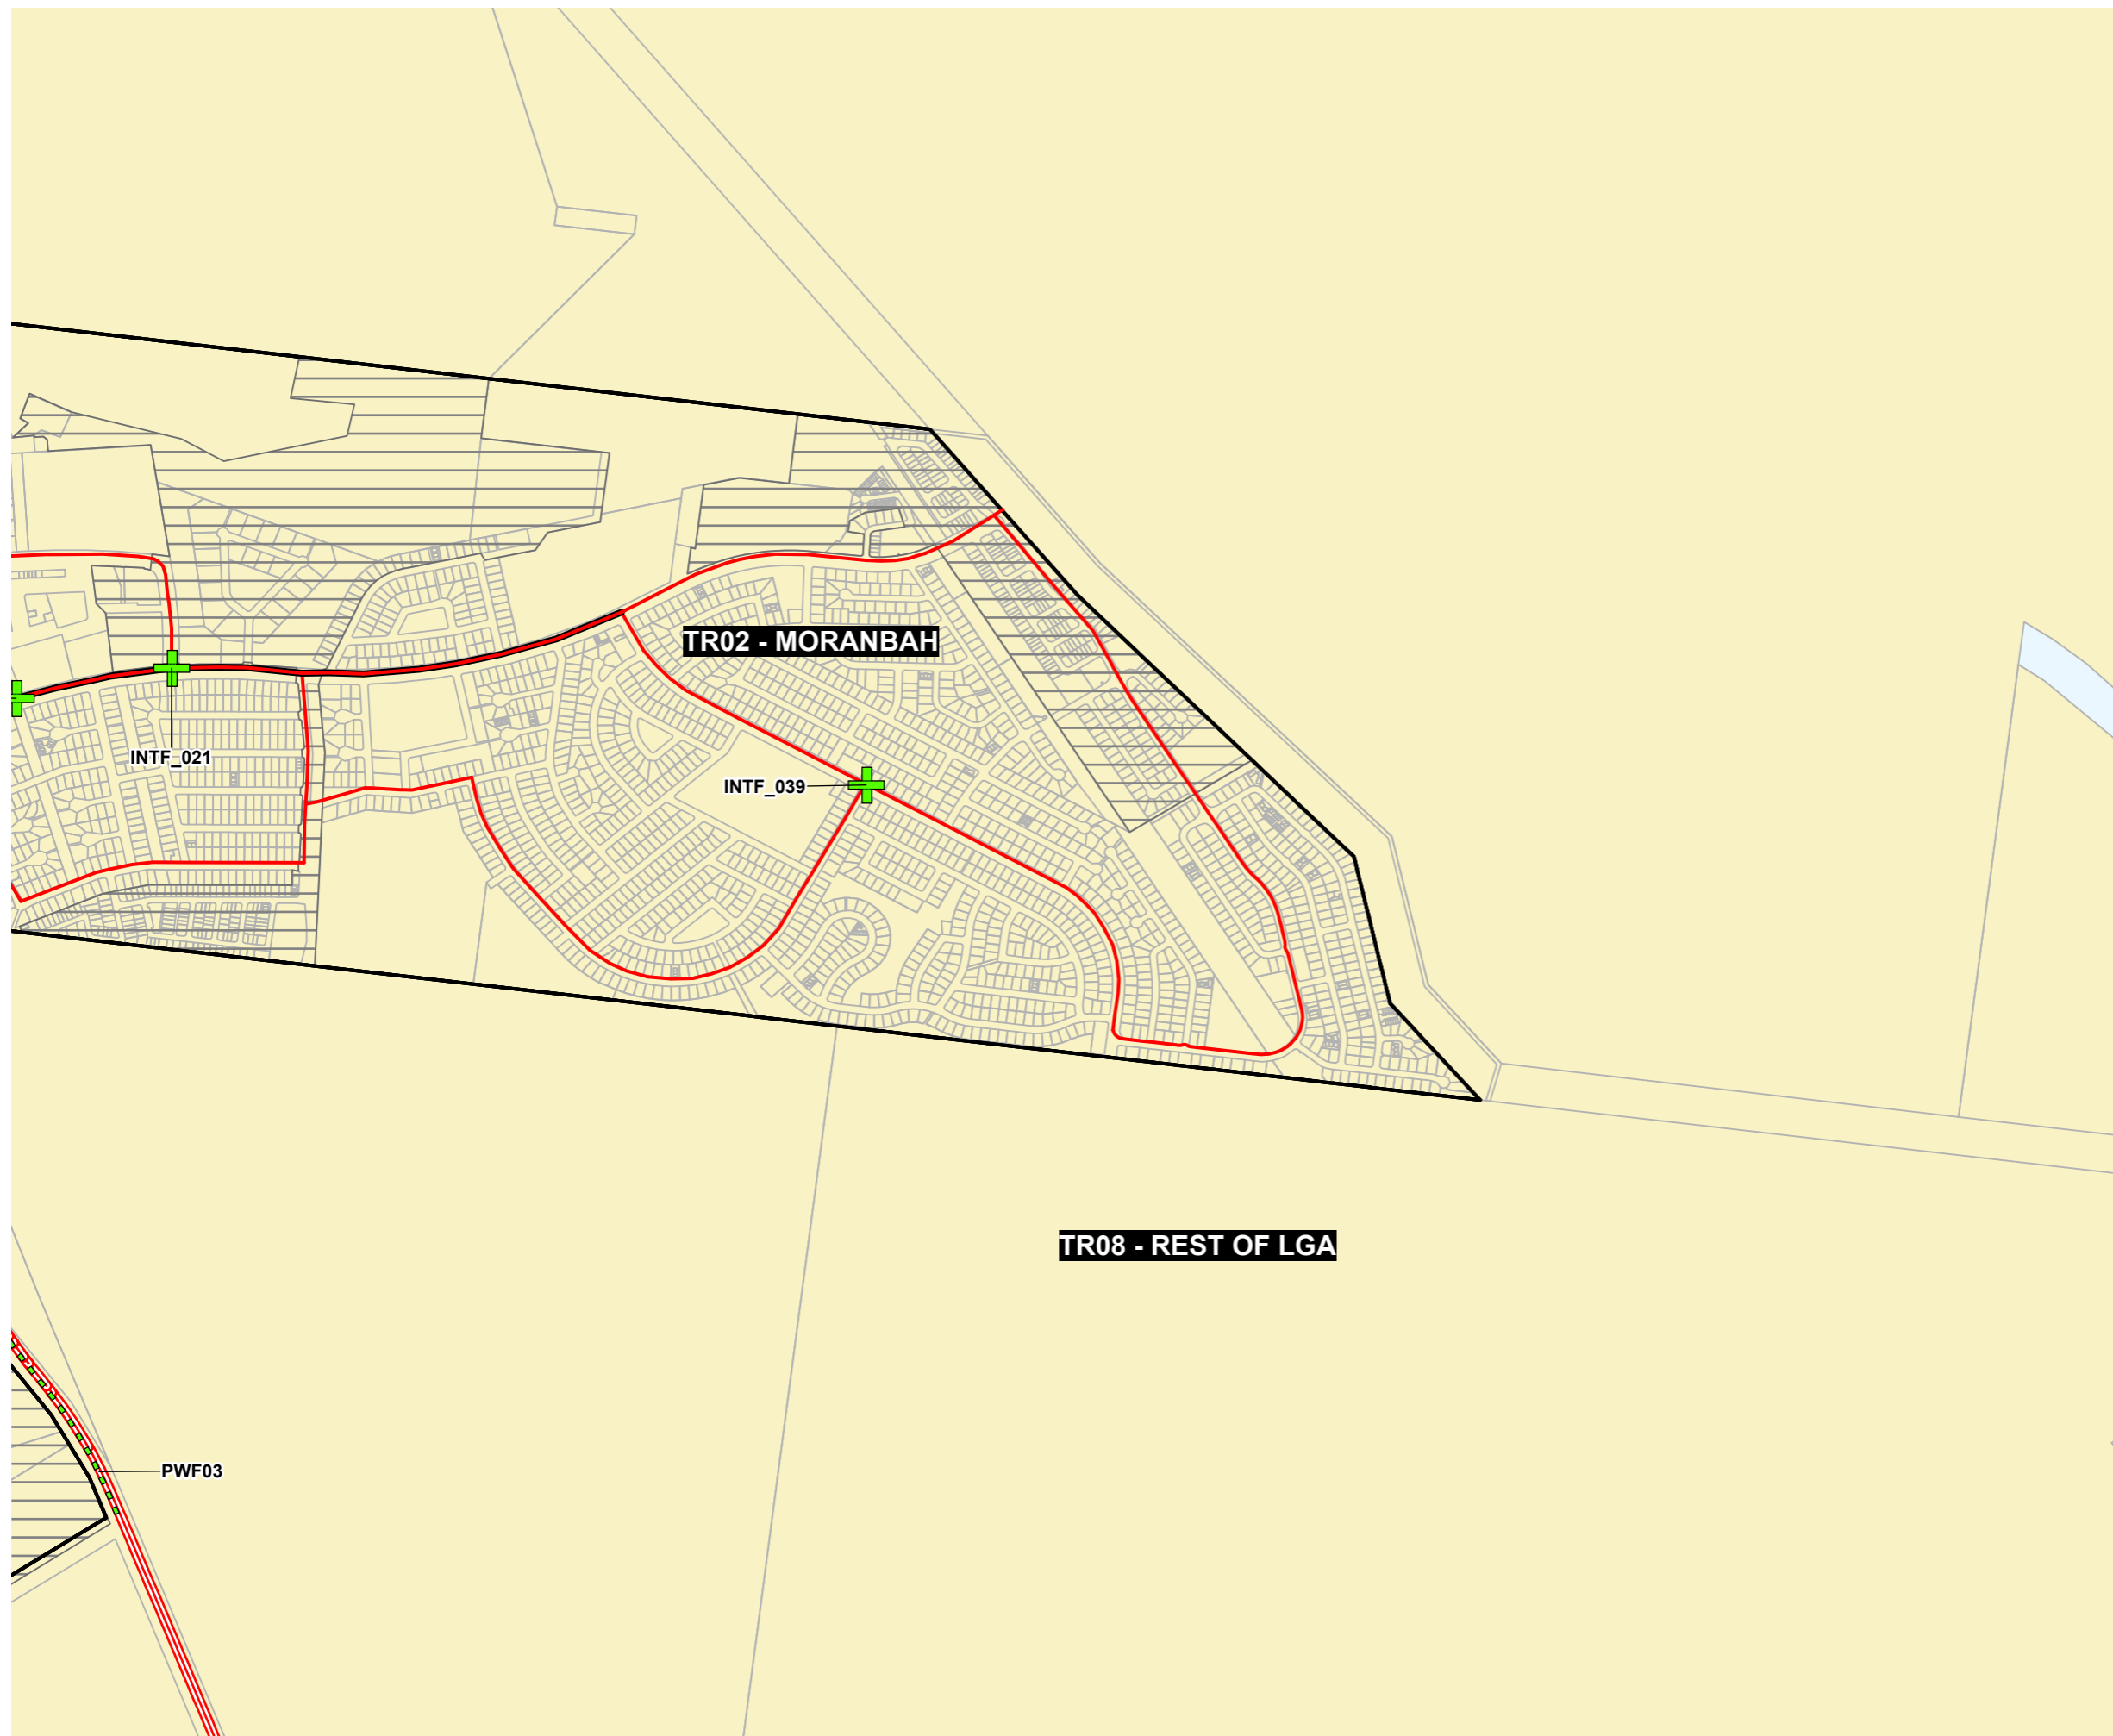 TR02 - MORANBAH
INTF_021
INTF_039
TR08 - REST OF LGA
PWF03